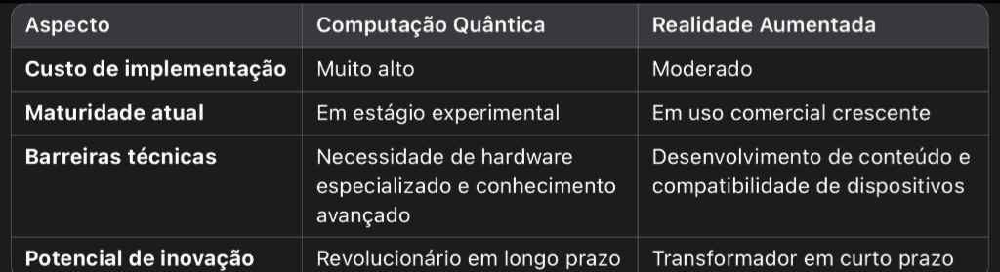 Aspecto Computação Quântica Realidade Aumentada
Custo de implementação Muito alto Moderado
Maturidade atual Em estágio experimental Em uso comercial crescente
Barreiras técnicas Necessidade de hardware Desenvolvimento de conteúdo e
especializado e conhecimento compatibilidade de dispositivos
avançado
Potencial de inovação Revolucionário em longo prazo Transformador em curto prazo